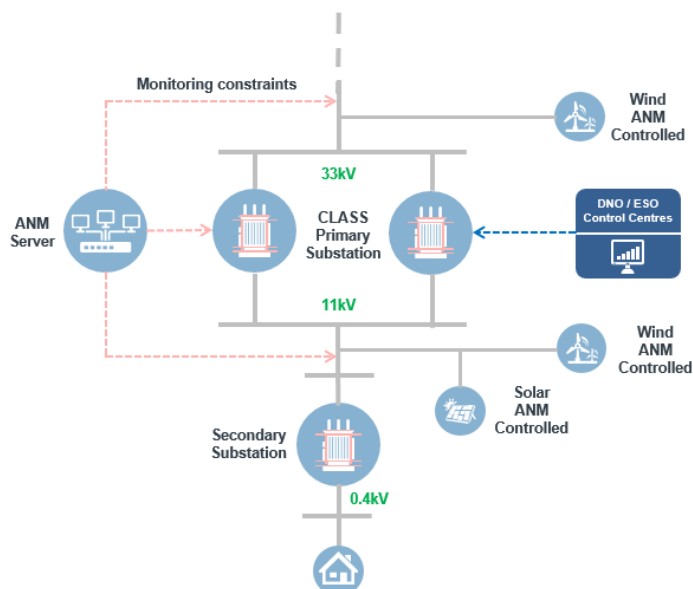 Monitoring constraints
Wind
ANM
Controlled
33kV
ANM
Server
CLASS
Primary
Substation
DNO / ESO
Control Centres
11kV
Wind
ANM
Controlled
Solar
ANM
Controlled
Secondary
Substation
0.4kV